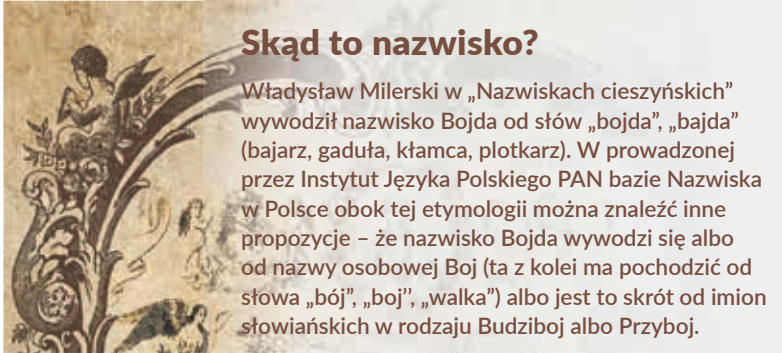 Skąd to nazwisko?
Władysław Milerski w „Nazwiskach cieszyńskich”
wywodził nazwisko Bojda od słów „bojda”, „bajda”
(bajarz, gaduła, kłamca, plotkarz). W prowadzonej
przez Instytut Języka Polskiego PAN bazie Nazwiska
w Polsce obok tej etymologii można znaleźć inne
propozycje – że nazwisko Bojda wywodzi się albo
od nazwy osobowej Boj (ta z kolei ma pochodzić od
słowa „bój”, „boj’’, „walka”) albo jest to skrót od imion
słowiańskich w rodzaju Budziboj albo Przyboj.